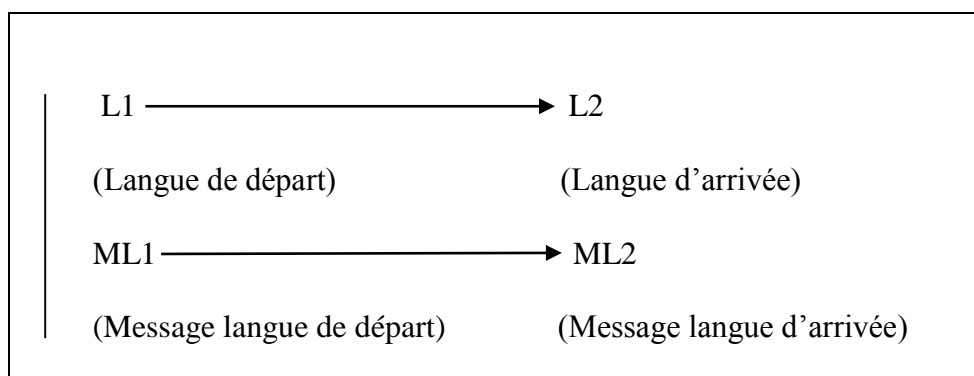 L1 L2
(Langue de départ) (Langue d’arrivée)
ML1 ML2
(Message langue de départ) (Message langue d’arrivée)